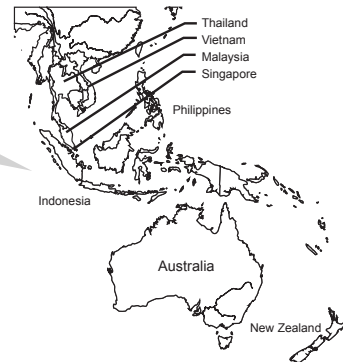 Thailand
Vietnam
Malaysia
Singapore
Philippines
Indonesia
Australia
New Zealand